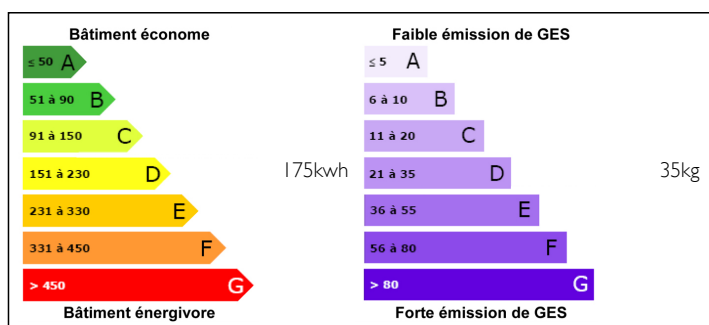 Bâtiment économe
≤ 50 A
51 à 90 B
91 à 150 C
151 à 230 D
175kwh
231 à 330 E
331 à 450 F
> 450 G
Bâtiment énergivore
Faible émission de GES
≤ 5 A
6 à 10 B
11 à 20 C
21 à 35 D
35kg
36 à 55 E
56 à 80 F
> 80 G
Forte émission de GES